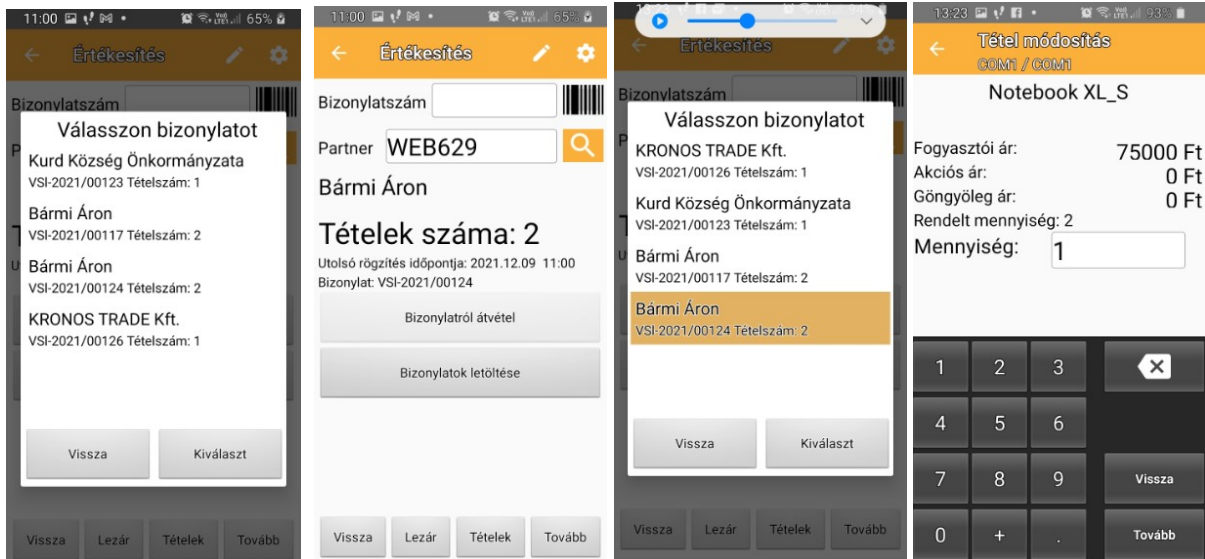 11:00 65%
Értékesítés
Bizonylatszám
Válasszon bizonylatot
Kurd Község Önkormányzata
VSI-2021/00123 Tételszám: 1
Bármi Áron
VSI-2021/00117 Tételszám: 2
Bármi Áron
VSI-2021/00124 Tételszám: 2
KRONOS TRADE Kft.
VSI-2021/00126 Tételszám: 1
Vissza Kiválaszt
Vissza Lezár Tételek Tovább
11:00 65%
Értékesítés
Bizonylatszám
Partner WEB629
Bármi Áron
Tételek száma: 2
Utolsó rögzítés időpontja: 2021.12.09 11:00
Bizonylat: VSI-2021/00124
Bizonylatról átvétel
Bizonylatok letöltése
Vissza Lezár Tételek Tovább
Értékesítés
Bizonylatszám
Válasszon bizonylatot
KRONOS TRADE Kft.
VSI-2021/00126 Tételszám: 1
Kurd Község Önkormányzata
VSI-2021/00123 Tételszám: 1
Bármi Áron
VSI-2021/00117 Tételszám: 2
Bármi Áron
VSI-2021/00124 Tételszám: 2
Vissza Kiválaszt
Vissza Lezár Tételek Tovább
13:23 93%
Tétel módosítás
COM1 / COM1
Notebook XL_S
Fogyasztói ár: 75000 Ft
Akciós ár: 0 Ft
Göngyöleg ár: 0 Ft
Rendelt mennyiség: 2
Mennyiség: 1
1 2 3
4 5 6
7 8 9 Vissza
0 + . Tovább